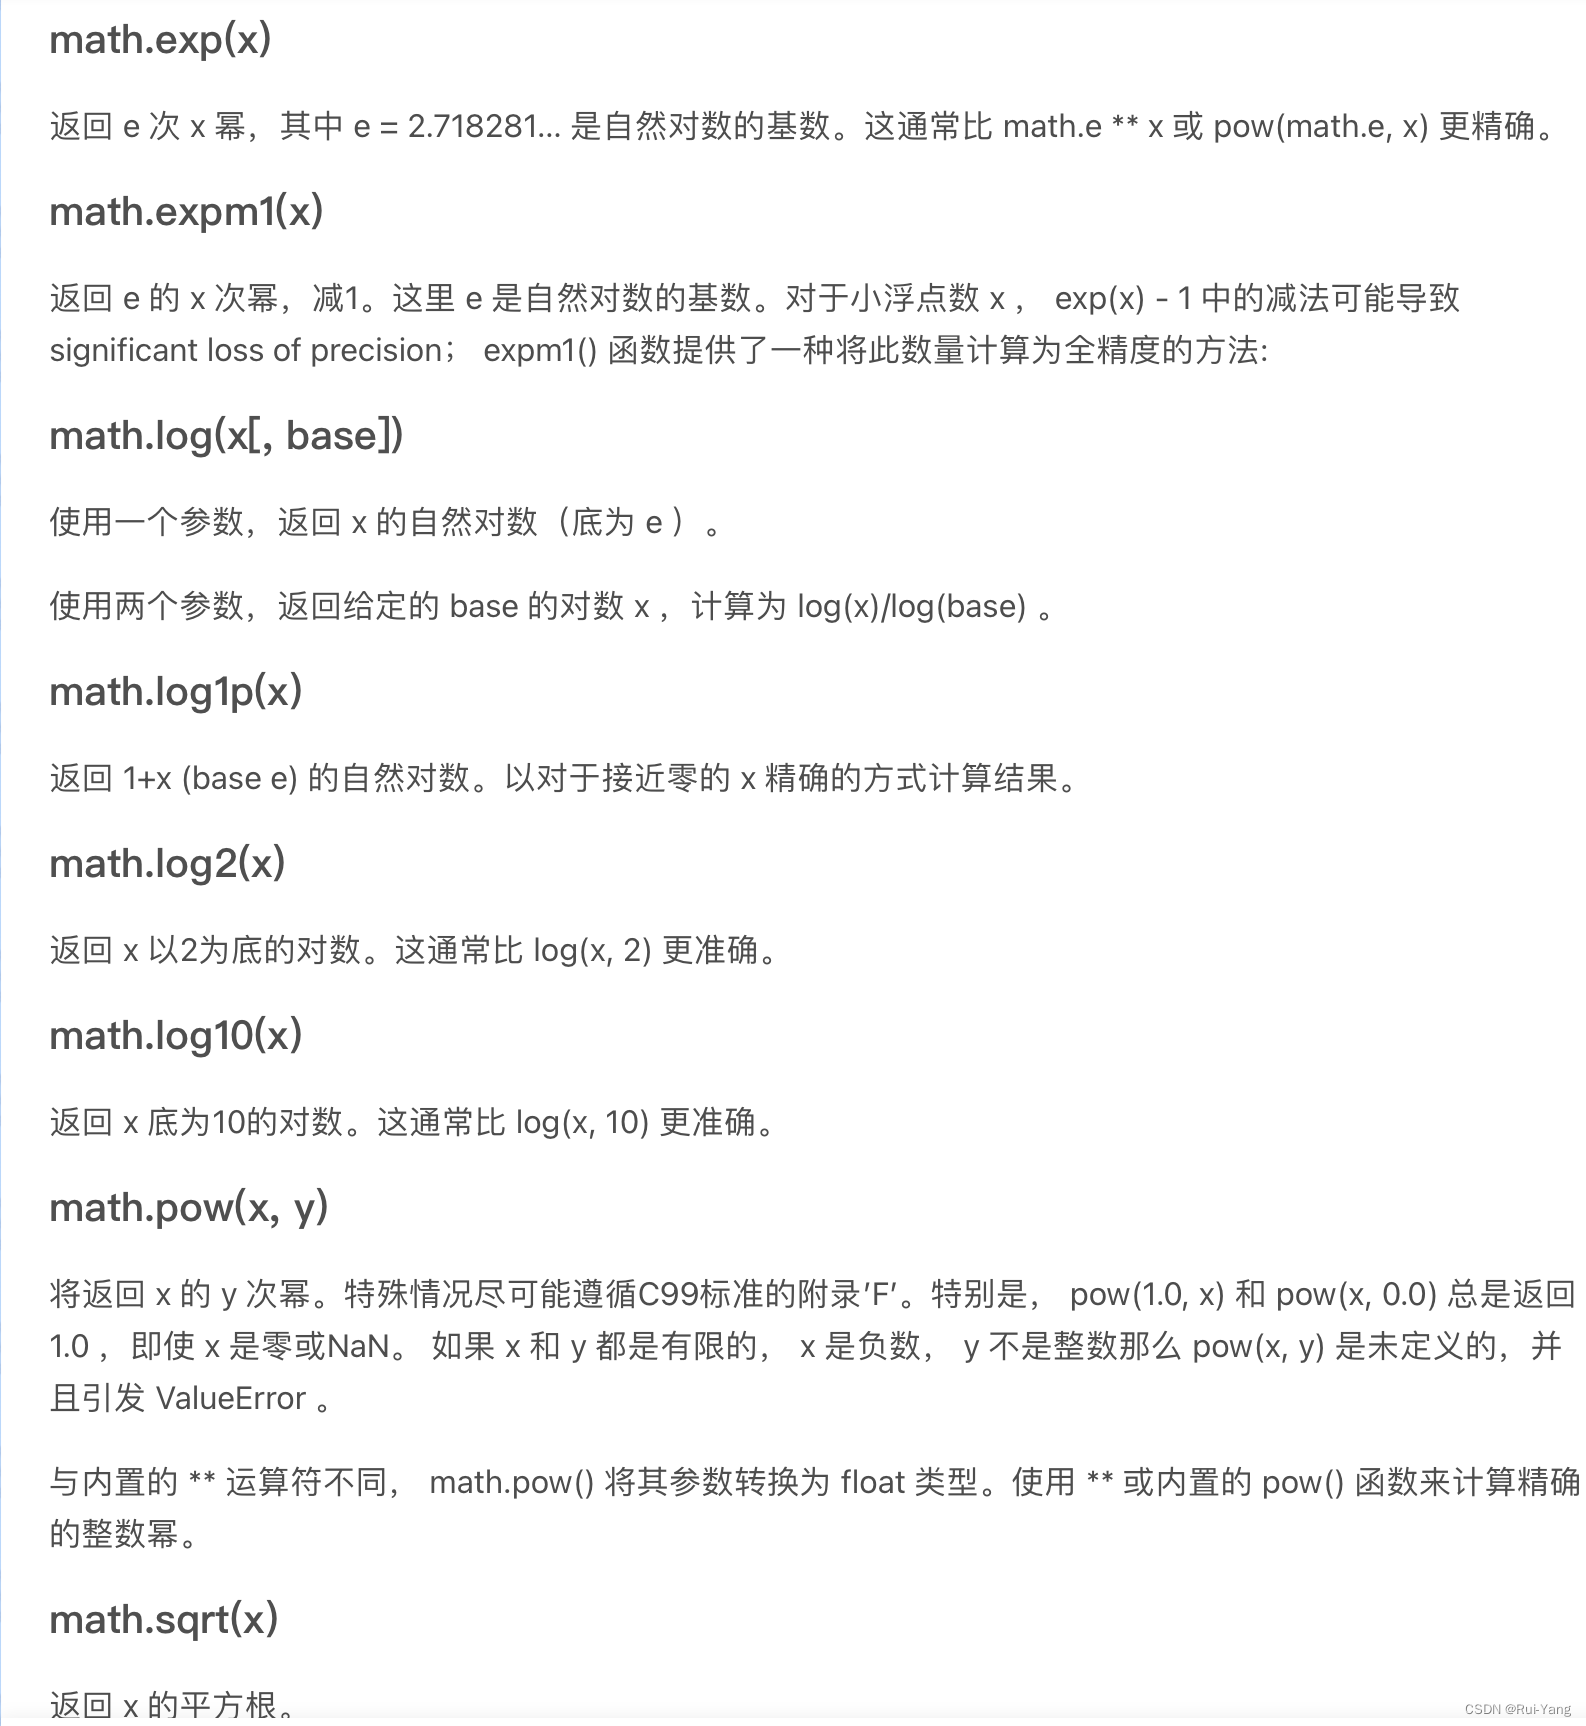 math.exp(x)
返回 e 次 x 幂，其中 e = 2.718281... 是自然对数的基数。这通常比 math.e ** x 或 pow(math.e, x) 更精确。
math.expm1(x)
返回 e 的 x 次幂，减1。这里 e 是自然对数的基数。对于小浮点数 x ， exp(x) - 1 中的减法可能导致
significant loss of precision； expm1() 函数提供了一种将此数量计算为全精度的方法:
math.log(x[, base])
使用一个参数，返回 x 的自然对数（底为 e ）。
使用两个参数，返回给定的 base 的对数 x ，计算为 log(x)/log(base) 。
math.log1p(x)
返回 1+x (base e) 的自然对数。以对于接近零的 x 精确的方式计算结果。
math.log2(x)
返回 x 以2为底的对数。这通常比 log(x, 2) 更准确。
math.log10(x)
返回 x 底为10的对数。这通常比 log(x, 10) 更准确。
math.pow(x, y)
将返回 x 的 y 次幂。特殊情况尽可能遵循C99标准的附录'F'。特别是， pow(1.0, x) 和 pow(x, 0.0) 总是返回
1.0 ，即使 x 是零或NaN。 如果 x 和 y 都是有限的， x 是负数， y 不是整数那么 pow(x, y) 是未定义的，并
且引发 ValueError 。
与内置的 ** 运算符不同， math.pow() 将其参数转换为 float 类型。使用 ** 或内置的 pow() 函数来计算精确
的整数幂。
math.sqrt(x)
返回 x 的平方根。
CSDN @Rui-Yang